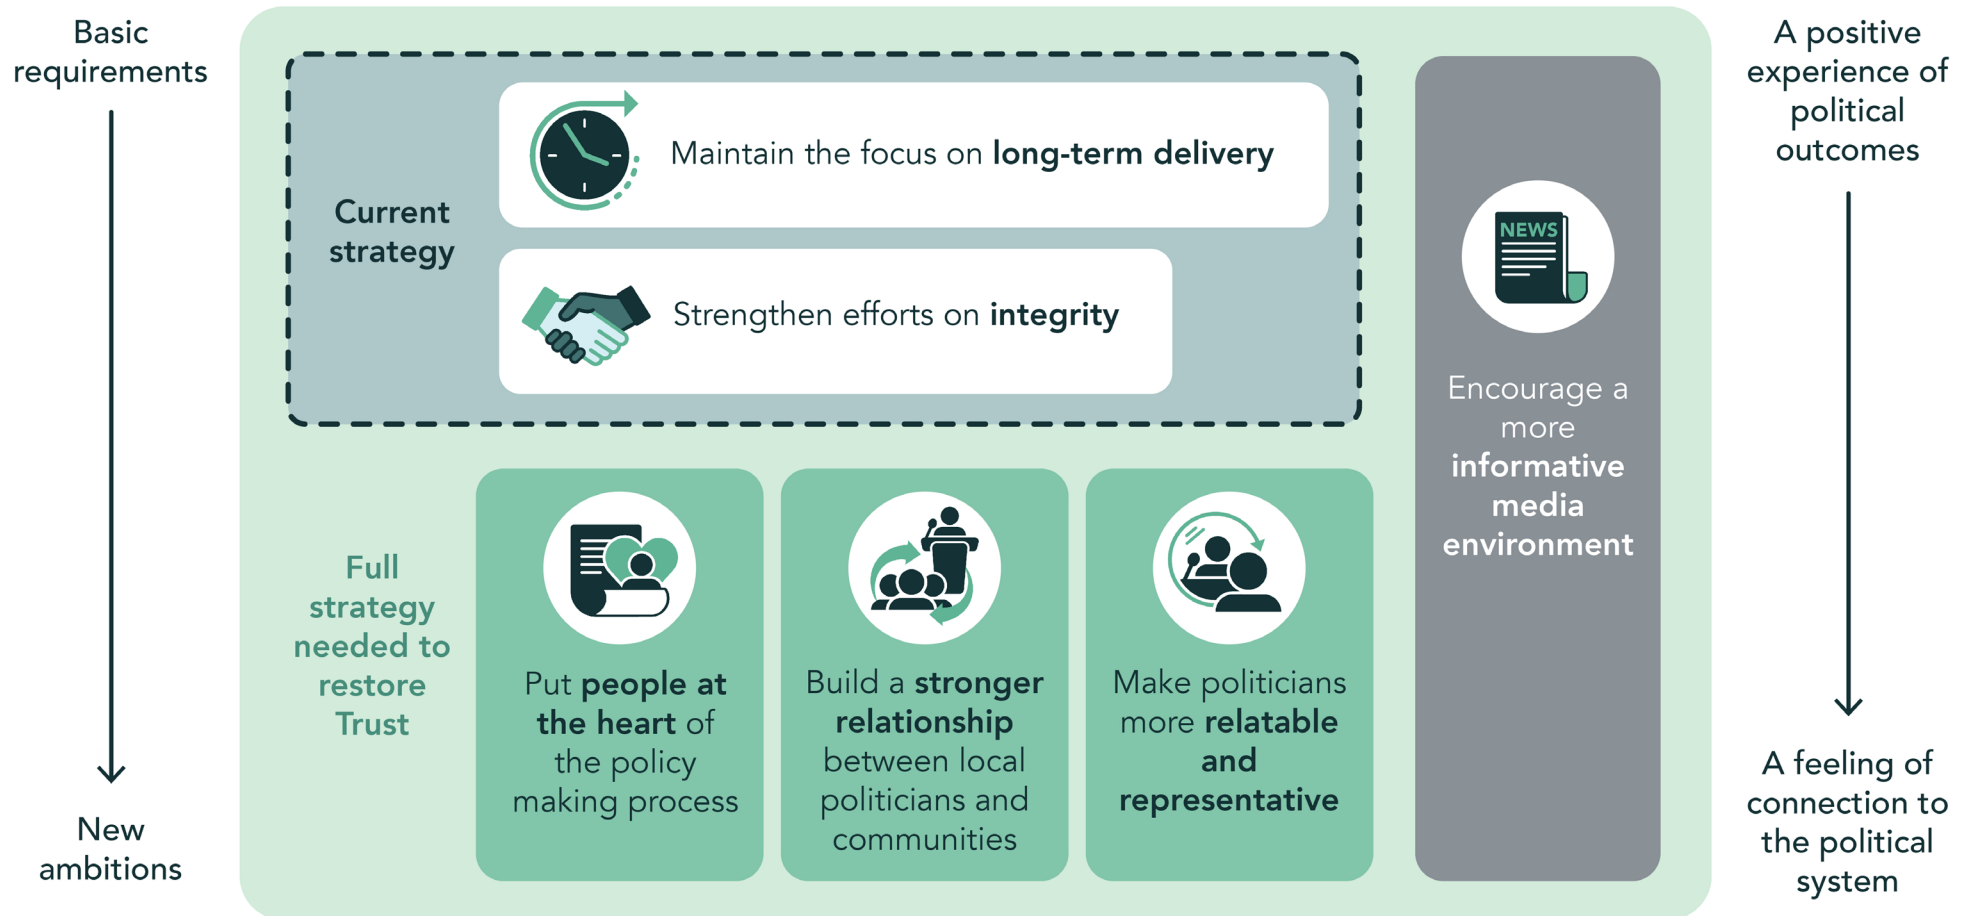 Basic
requirements
New
ambitions
Current
strategy
Maintain the focus on long-term delivery
Strengthen efforts on integrity
Full
strategy
needed to
restore
Trust
Put people at
the heart of
the policy
making process
Build a stronger
relationship
between local
politicians and
communities
Make politicians
more relatable
and
representative
NEWS
Encourage a
more
informative
media
environment
A positive
experience of
political
outcomes
A feeling of
connection to
the political
system